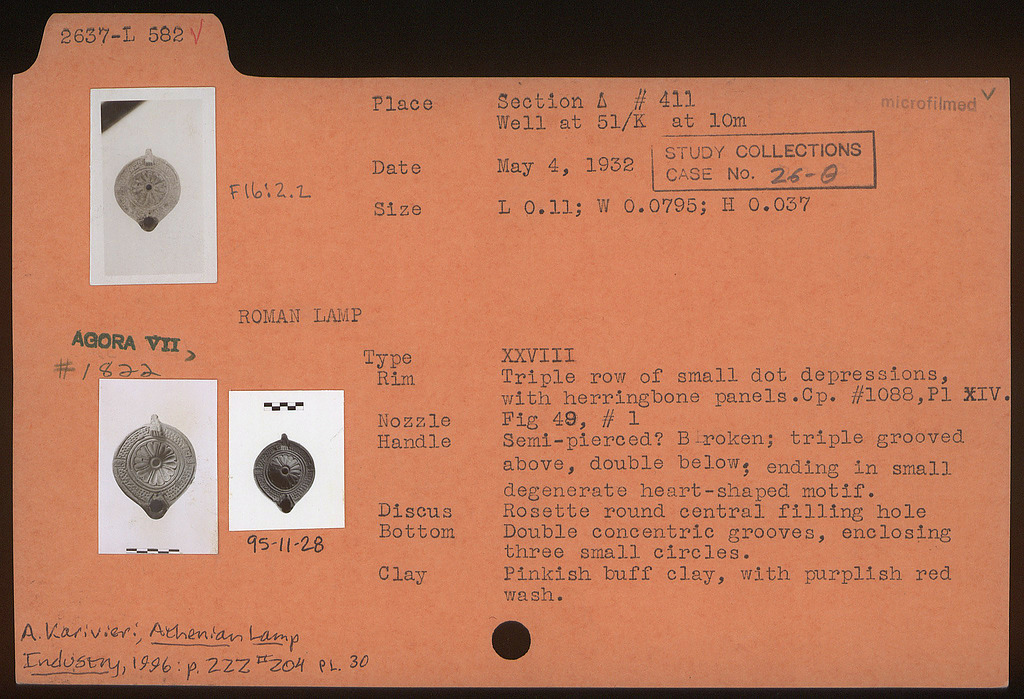 2637-L 582 √
microfilmed √
Place Section Δ # 411
Well at 51/K at 10m
Date May 4, 1932
STUDY COLLECTIONS
CASE No. 26-θ
F16:2.2
Size L 0.11; W 0.0795; H 0.037
ROMAN LAMP
AGORA VII,
#1822
Type XXVIII
Rim Triple row of small dot depressions,
with herringbone panels.Cp. #1088,Pl XIV.
Nozzle Fig 49, # 1
Handle Semi-pierced? Broken; triple grooved
above, double below; ending in small
degenerate heart-shaped motif.
Discus Rosette round central filling hole
Bottom Double concentric grooves, enclosing
three small circles.
Clay Pinkish buff clay, with purplish red
wash.
95-11-28
A. Karivieri, Athenian Lamp
Industry, 1996: p. 222 #204 PL. 30